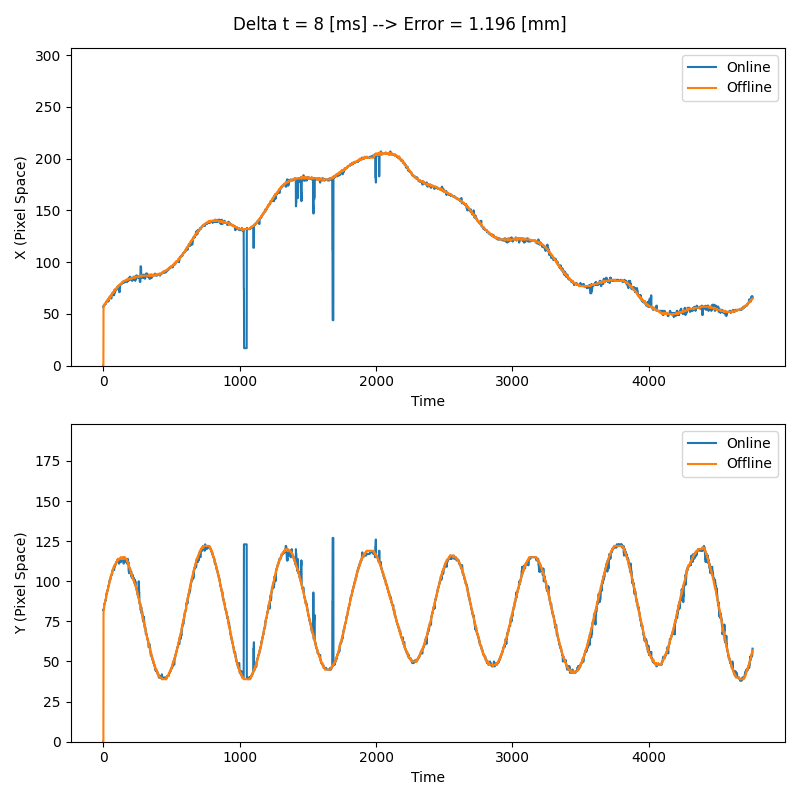 Delta t = 8 [ms] --> Error = 1.196 [mm]
300
250
200
150
100
50
0
X (Pixel Space)
Online
Offline
0 1000 2000 3000 4000
Time
175
150
125
100
75
50
25
0
Y (Pixel Space)
Online
Offline
0 1000 2000 3000 4000
Time